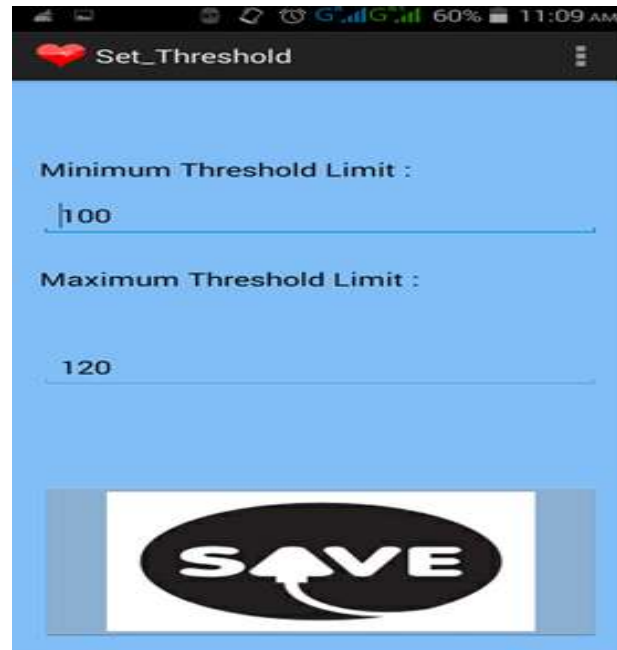 G G 60% 11:09 AM
Set_Threshold
Minimum Threshold Limit :
100
Maximum Threshold Limit :
120
SAVE